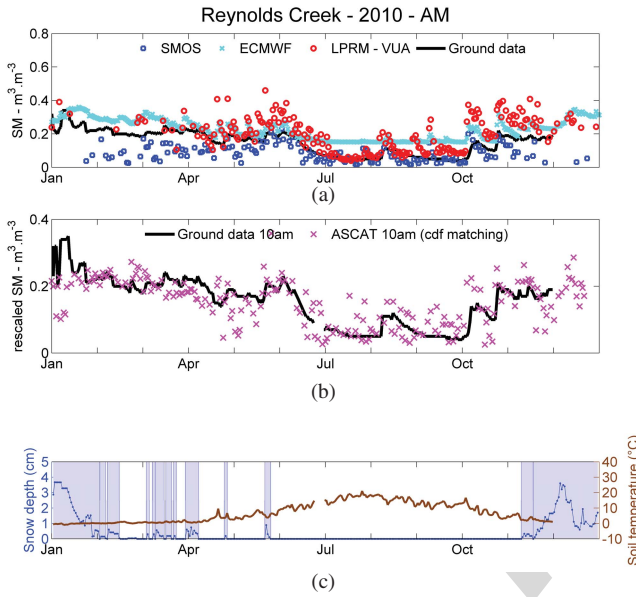 Reynolds Creek - 2010 - AM
SMOS ECMWF LPRM - VUA Ground data
SM - m³.m⁻³
0.8
0.6
0.4
0.2
0
Jan Apr Jul Oct
(a)
Ground data 10am ASCAT 10am (cdf matching)
rescaled SM - m³.m⁻³
0.4
0.2
0
Jan Apr Jul Oct
(b)
Snow depth (cm)
5
4
3
2
1
0
40
30
20
10
0
-10
Soil temperature (°C)
Jan Apr Jul Oct
(c)